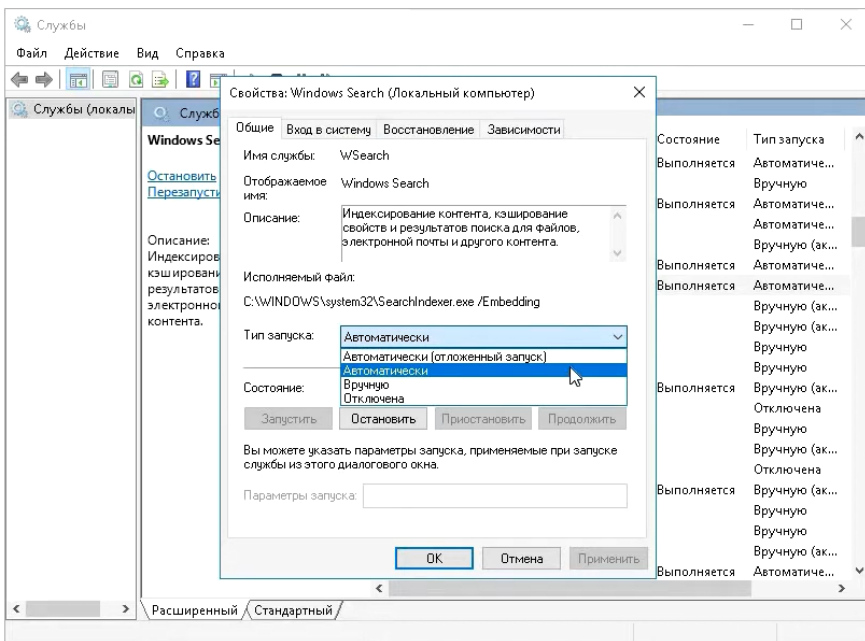 Службы
Файл Действие Вид Справка
Службы (локалы
Служб
Windows Se
Остановить
Перезапусти
Описание:
Индексиров
кэшировани
результатов
электронной
контента.
Свойства: Windows Search (Локальный компьютер)
Общие Вход в систему Восстановление Зависимости
Имя службы: WSearch
Отображаемое имя: Windows Search
Описание: Индексирование контента, кэширование
свойств и результатов поиска для файлов,
электронной почты и другого контента.
Исполняемый файл:
C:\WINDOWS\system32\SearchIndexer.exe /Embedding
Тип запуска: Автоматически
Автоматически (отложенный запуск)
Автоматически
Вручную
Отключена
Состояние:
Запустить Остановить Приостановить Продолжить
Вы можете указать параметры запуска, применяемые при запуске
службы из этого диалогового окна.
Параметры запуска:
OK Отмена Применить
Состояние Тип запуска
Выполняется Автоматиче...
Вручную
Выполняется Автоматиче...
Автоматиче...
Вручную (ак...
Выполняется Автоматиче...
Выполняется Автоматиче...
Вручную (ак...
Вручную (ак...
Вручную
Вручную
Выполняется Вручную (ак...
Отключена
Вручную
Вручную (ак...
Отключена
Выполняется Вручную (ак...
Вручную
Вручную
Вручную (ак...
Выполняется Автоматиче...
Расширенный Стандартный